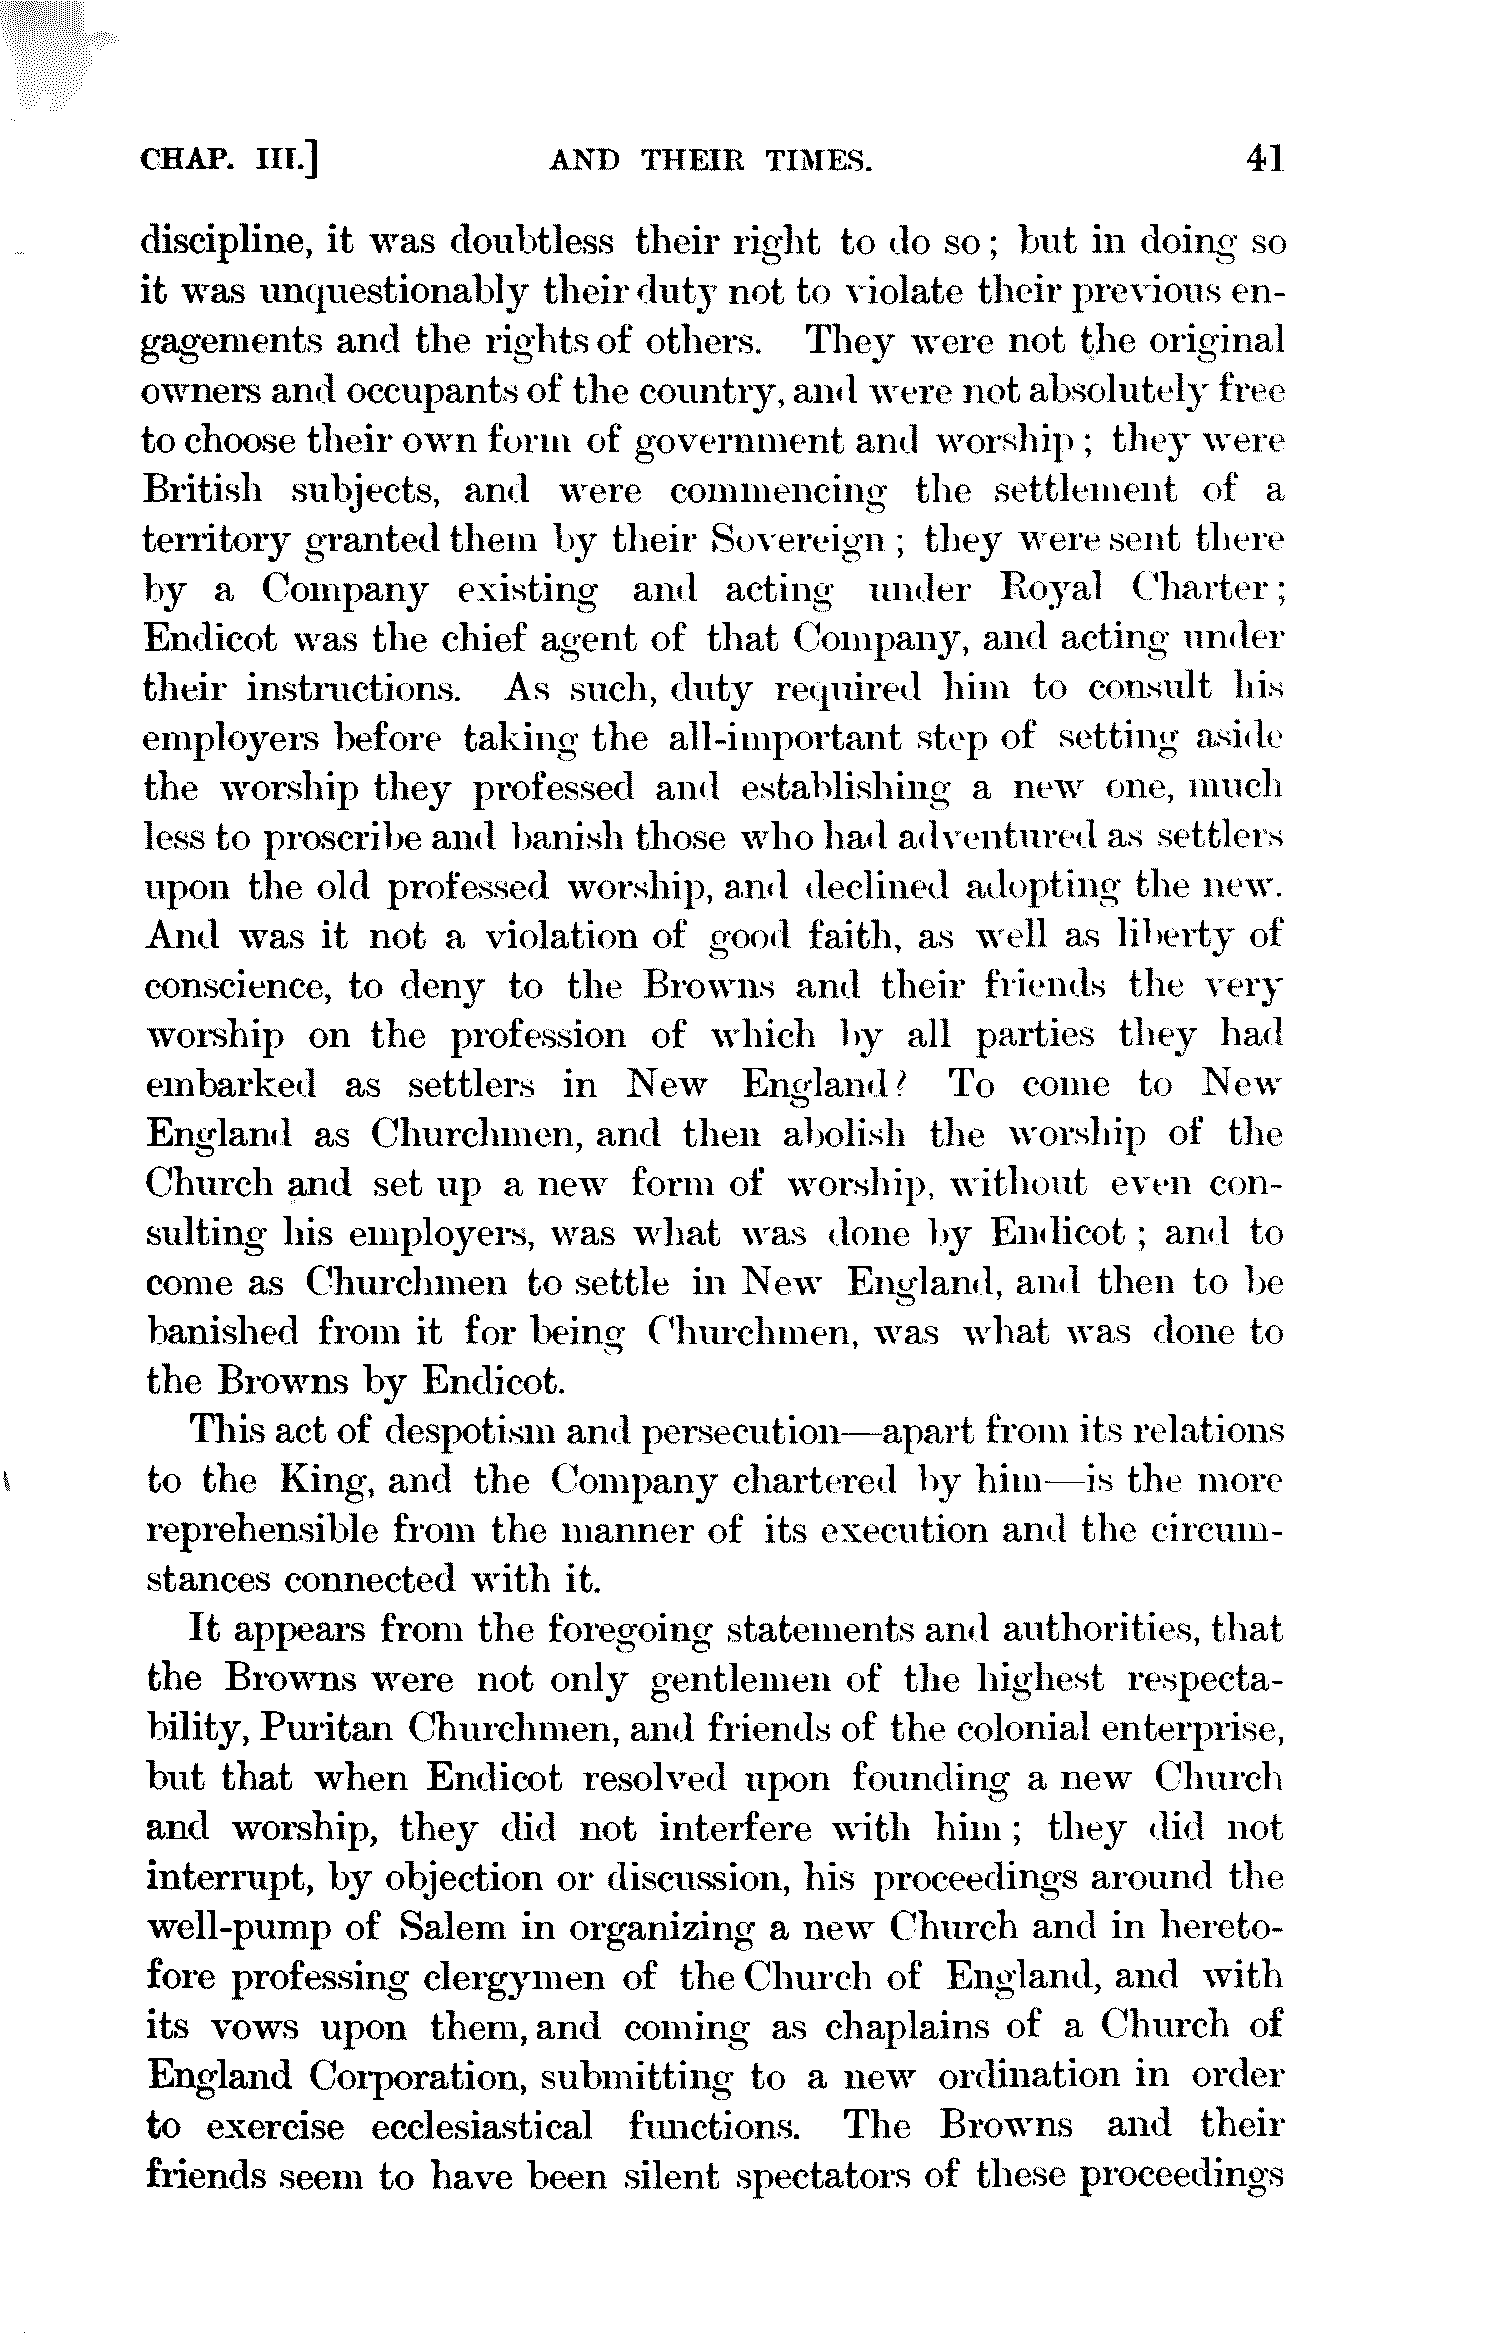 CHAP. III.] AND THEIR TIMES. 41
discipline, it was doubtless their right to do so ; but in doing so
it was unquestionably their duty not to violate their previous en-
gagements and the rights of others. They were not the original
owners and occupants of the country, and were not absolutely free
to choose their own form of government and worship ; they were
British subjects, and were commencing the settlement of a
territory granted them by their Sovereign ; they were sent there
by a Company existing and acting under Royal Charter ;
Endicot was the chief agent of that Company, and acting under
their instructions. As such, duty required him to consult his
employers before taking the all-important step of setting aside
the worship they professed and establishing a new one, much
less to proscribe and banish those who had adventured as settlers
upon the old professed worship, and declined adopting the new.
And was it not a violation of good faith, as well as liberty of
conscience, to deny to the Browns and their friends the very
worship on the profession of which by all parties they had
embarked as settlers in New England? To come to New
England as Churchmen, and then abolish the worship of the
Church and set up a new form of worship, without even con-
sulting his employers, was what was done by Endicot ; and to
come as Churchmen to settle in New England, and then to be
banished from it for being Churchmen, was what was done to
the Browns by Endicot.
This act of despotism and persecution—apart from its relations
to the King, and the Company chartered by him—is the more
reprehensible from the manner of its execution and the circum-
stances connected with it.
It appears from the foregoing statements and authorities, that
the Browns were not only gentlemen of the highest respecta-
bility, Puritan Churchmen, and friends of the colonial enterprise,
but that when Endicot resolved upon founding a new Church
and worship, they did not interfere with him ; they did not
interrupt, by objection or discussion, his proceedings around the
well-pump of Salem in organizing a new Church and in hereto-
fore professing clergymen of the Church of England, and with
its vows upon them, and coming as chaplains of a Church of
England Corporation, submitting to a new ordination in order
to exercise ecclesiastical functions. The Browns and their
friends seem to have been silent spectators of these proceedings